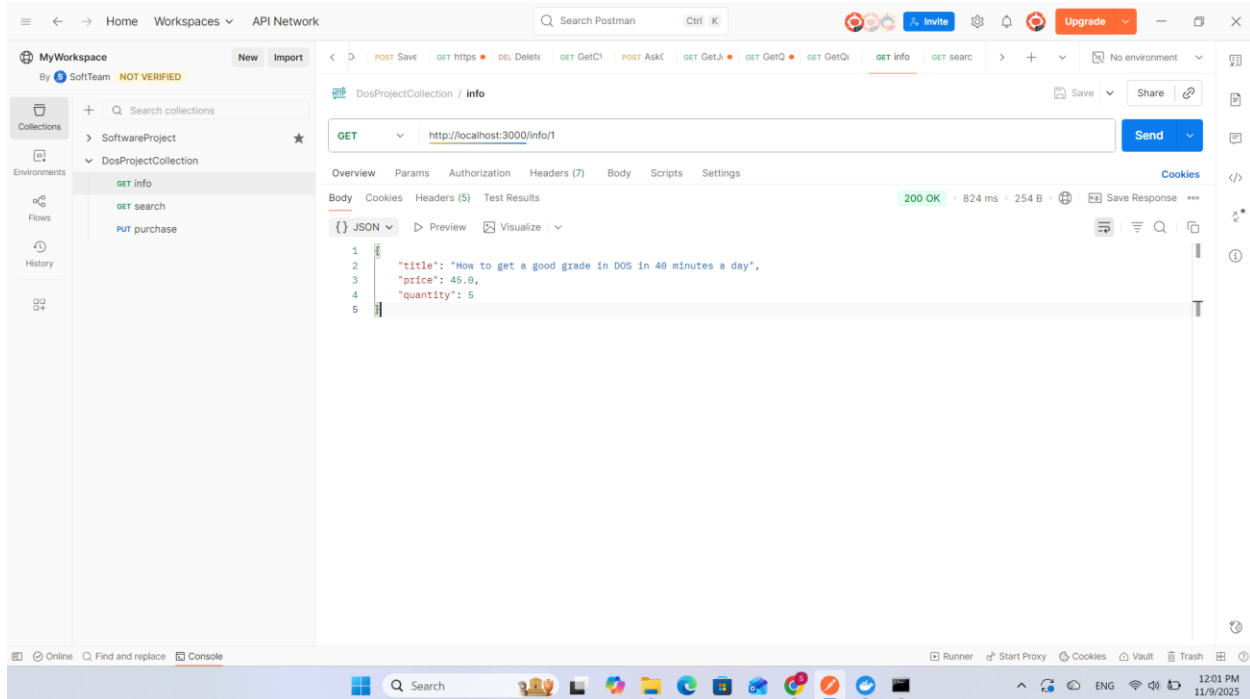 Home Workspaces API Network Search Postman Ctrl K Invite Upgrade
MyWorkspace New Import
By S SoftTeam NOT VERIFIED
POST Save GET https DEL Delete GET GetCV POST Ask GET GetJ GET GetQ GET GetQ GET info GET searc No environment
HTTP DosProjectCollection / info Save Share
Collections
Search collections
SoftwareProject
DosProjectCollection
GET info
GET search
PUT purchase
Environments
Flows
History
GET http://localhost:3000/info/1 Send
Overview Params Authorization Headers (7) Body Scripts Settings Cookies
Body Cookies Headers (5) Test Results 200 OK 824 ms 254 B Save Response
{} JSON Preview Visualize
1 {
2 "title": "How to get a good grade in DOS in 40 minutes a day",
3 "price": 45.0,
4 "quantity": 5
5 }
Online Find and replace Console Runner Start Proxy Cookies Vault Trash
Search ENG 12:01 PM
11/9/2025